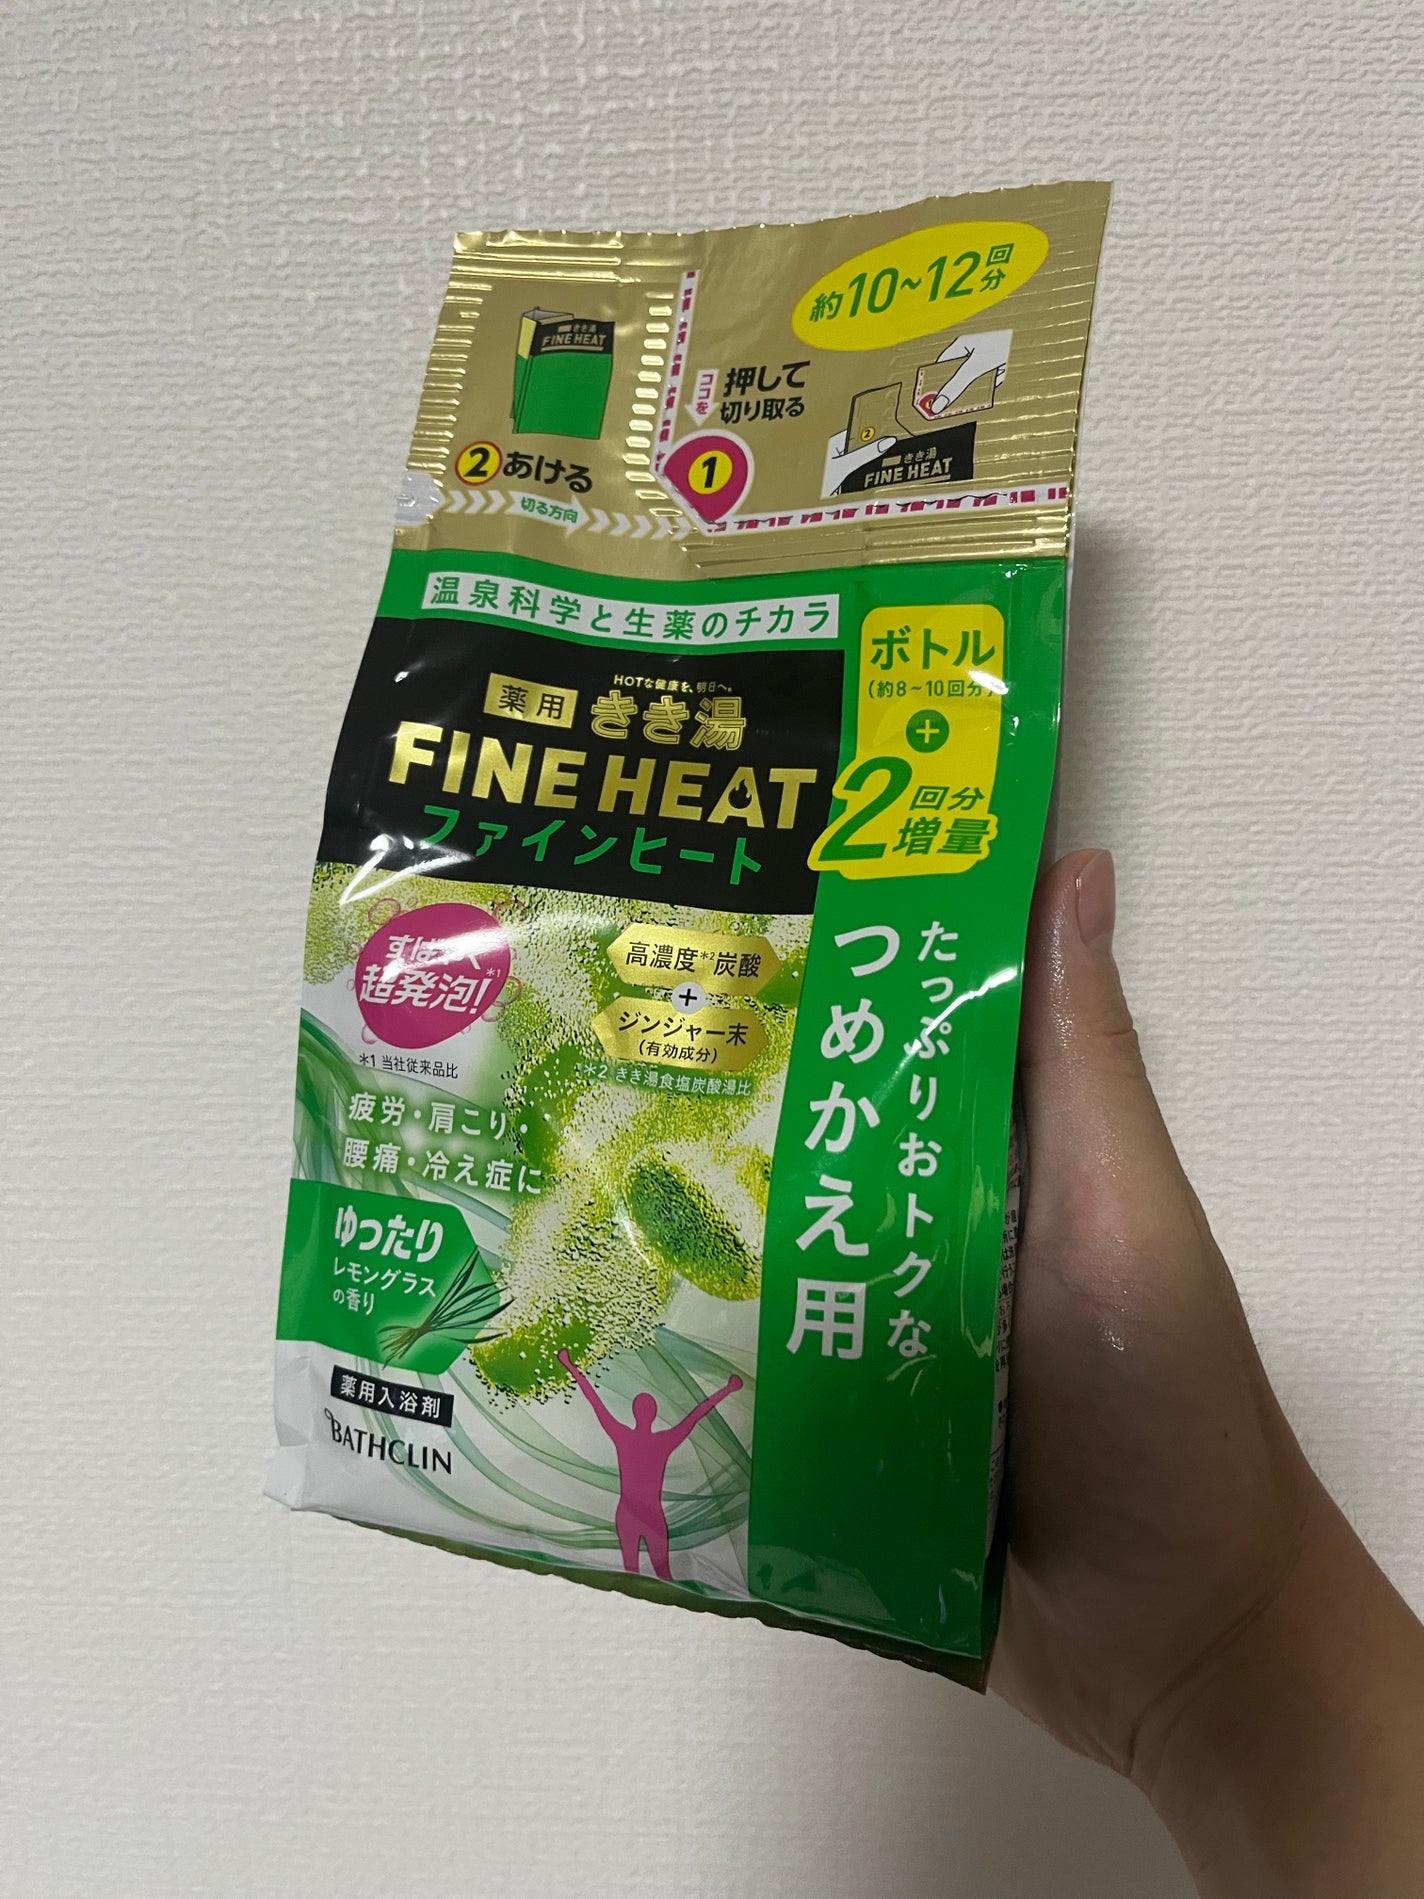 約10~12回分
きき湯
FINE HEAT
ココを
押して
切り取る
1
2 あける
切る方向
1
2
きき湯
FINE HEAT
温泉科学と生薬のチカラ
HOTな健康を、明日へ。
薬用 きき湯
FINE HEAT
ファインヒート
ボトル
(約8~10回分)
+
2回分
増量
超発泡!*1
*1 当社従来品比
高濃度*2炭酸
+
ジンジャー末
(有効成分)
*2 きき湯食塩炭酸湯比
疲労・肩こり・
腰痛・冷え症に
たっぷりおトクな
つめかえ用
ゆったり
レモングラス
の香り
薬用入浴剤
BATHCLIN